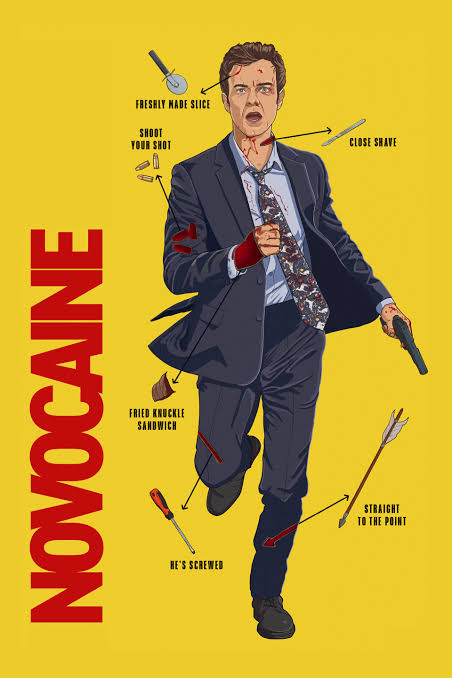 FRESHLY MADE SLICE
SHOOT
YOUR SHOT
CLOSE SHAVE
NOVOCAINE
FRIED KNUCKLE
SANDWICH
STRAIGHT
TO THE POINT
HE'S SCREWED